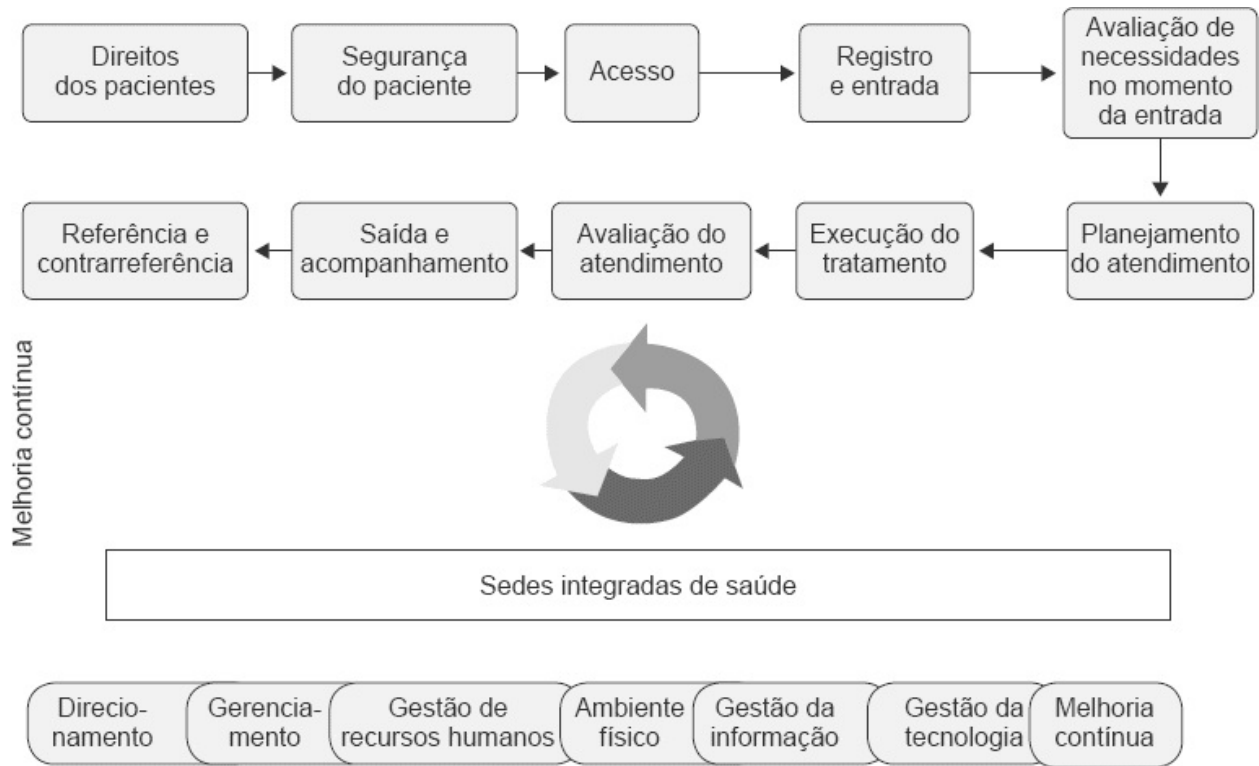 Direitos
dos pacientes
Segurança
do paciente
Acesso
Registro
e entrada
Avaliação de
necessidades
no momento
da entrada
Referência e
contrarreferência
Saída e
acompanhamento
Avaliação do
atendimento
Execução do
tratamento
Planejamento
do atendimento
Melhoria contínua
Sedes integradas de saúde
Direcio-
namento
Gerencia-
mento
Gestão de
recursos humanos
Ambiente
físico
Gestão da
informação
Gestão da
tecnologia
Melhoria
contínua